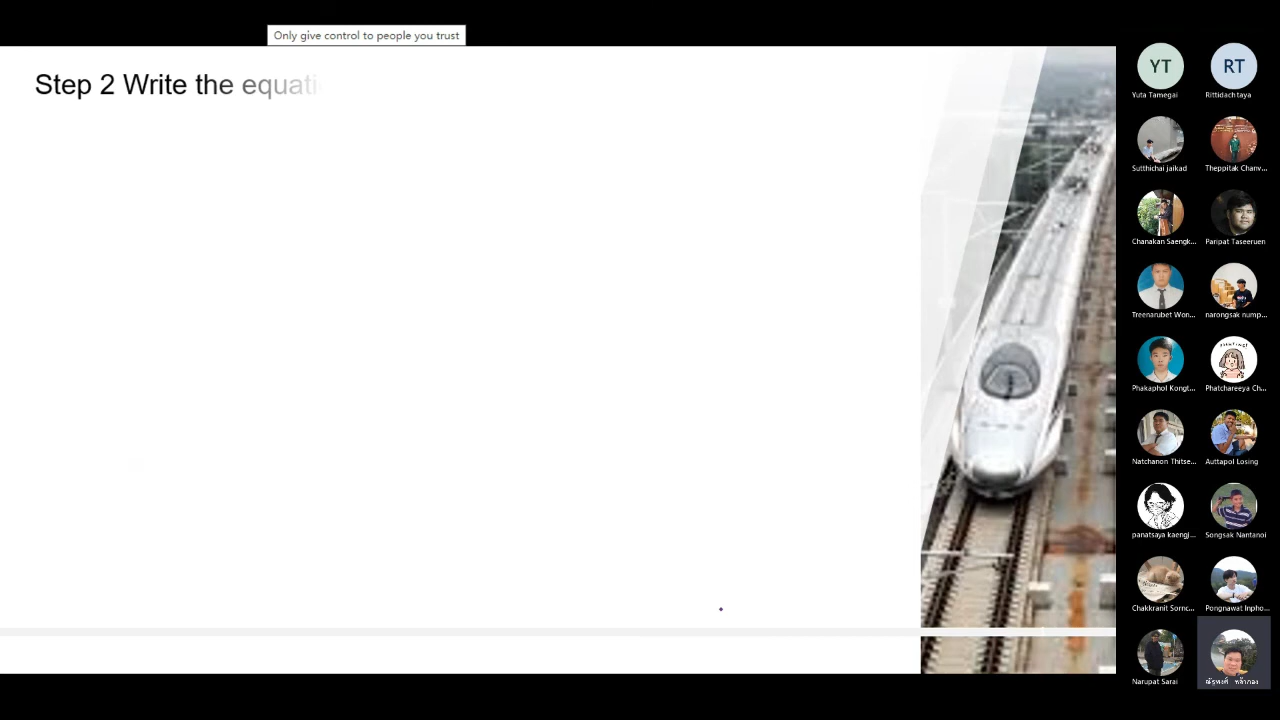 Only give control to people you trust
Step 2 Write the equati
YT
RT
Yuta Tamegai
Rittidach taya
Sutthichai jaikad
Theppitak Chanv...
Chanakan Saengk...
Paripat Taseeruen
Treenarubet Won...
narongsak nump...
Phakaphol Kongt...
Phatchareeya Ch...
Natchanon Thitse...
Auttapol Losing
panatsaya kaengj...
Songsak Nantanoi
Chakkranit Sornc...
Pongnawat Inpho...
Narupat Sarai